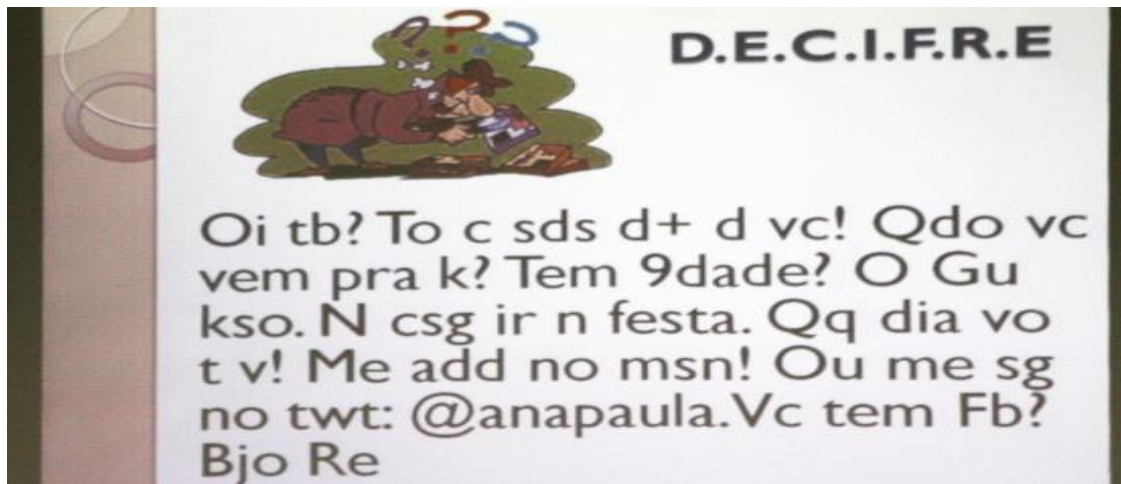 D.E.C.I.F.R.E
Oi tb? To c sds d+ d vc! Qdo vc
vem pra k? Tem 9dade? O Gu
kso. N csg ir n festa. Qq dia vo
t v! Me add no msn! Ou me sg
no twt: @anapaula.Vc tem Fb?
Bjo Re